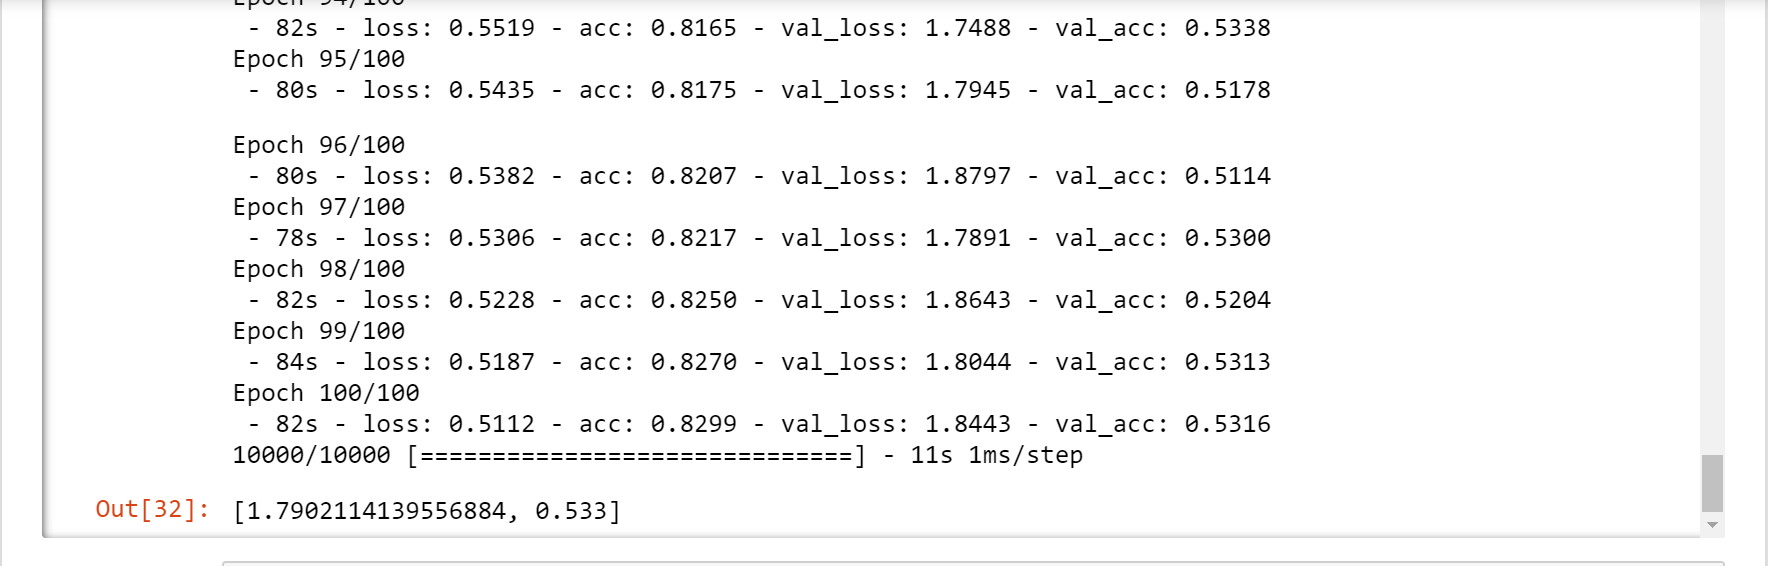 Epoch 94/100
- 82s - loss: 0.5519 - acc: 0.8165 - val_loss: 1.7488 - val_acc: 0.5338
Epoch 95/100
- 80s - loss: 0.5435 - acc: 0.8175 - val_loss: 1.7945 - val_acc: 0.5178
Epoch 96/100
- 80s - loss: 0.5382 - acc: 0.8207 - val_loss: 1.8797 - val_acc: 0.5114
Epoch 97/100
- 78s - loss: 0.5306 - acc: 0.8217 - val_loss: 1.7891 - val_acc: 0.5300
Epoch 98/100
- 82s - loss: 0.5228 - acc: 0.8250 - val_loss: 1.8643 - val_acc: 0.5204
Epoch 99/100
- 84s - loss: 0.5187 - acc: 0.8270 - val_loss: 1.8044 - val_acc: 0.5313
Epoch 100/100
- 82s - loss: 0.5112 - acc: 0.8299 - val_loss: 1.8443 - val_acc: 0.5316
10000/10000 [==============================] - 11s 1ms/step
Out[32]: [1.7902114139556884, 0.533]